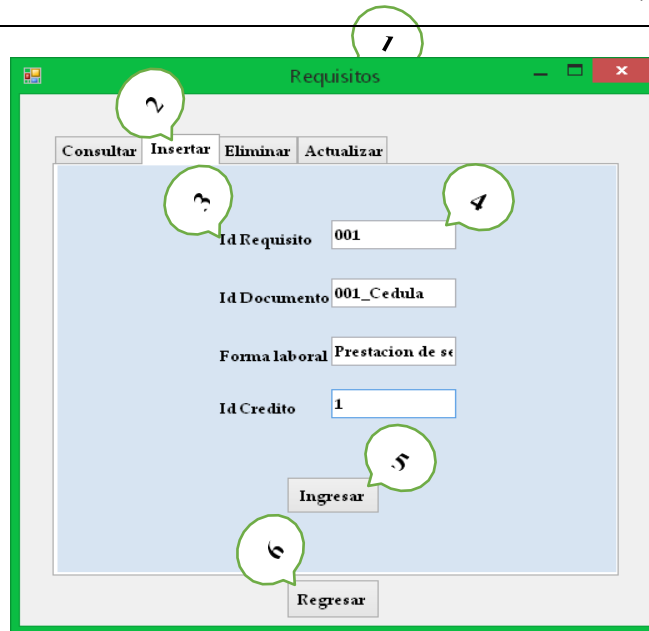 1
Requisitos
2
Consultar Insertar Eliminar Actualizar
3
4
Id Requisito 001
Id Documento 001_Cedula
Forma laboral Prestacion de se
Id Credito 1
5
Ingresar
6
Regresar